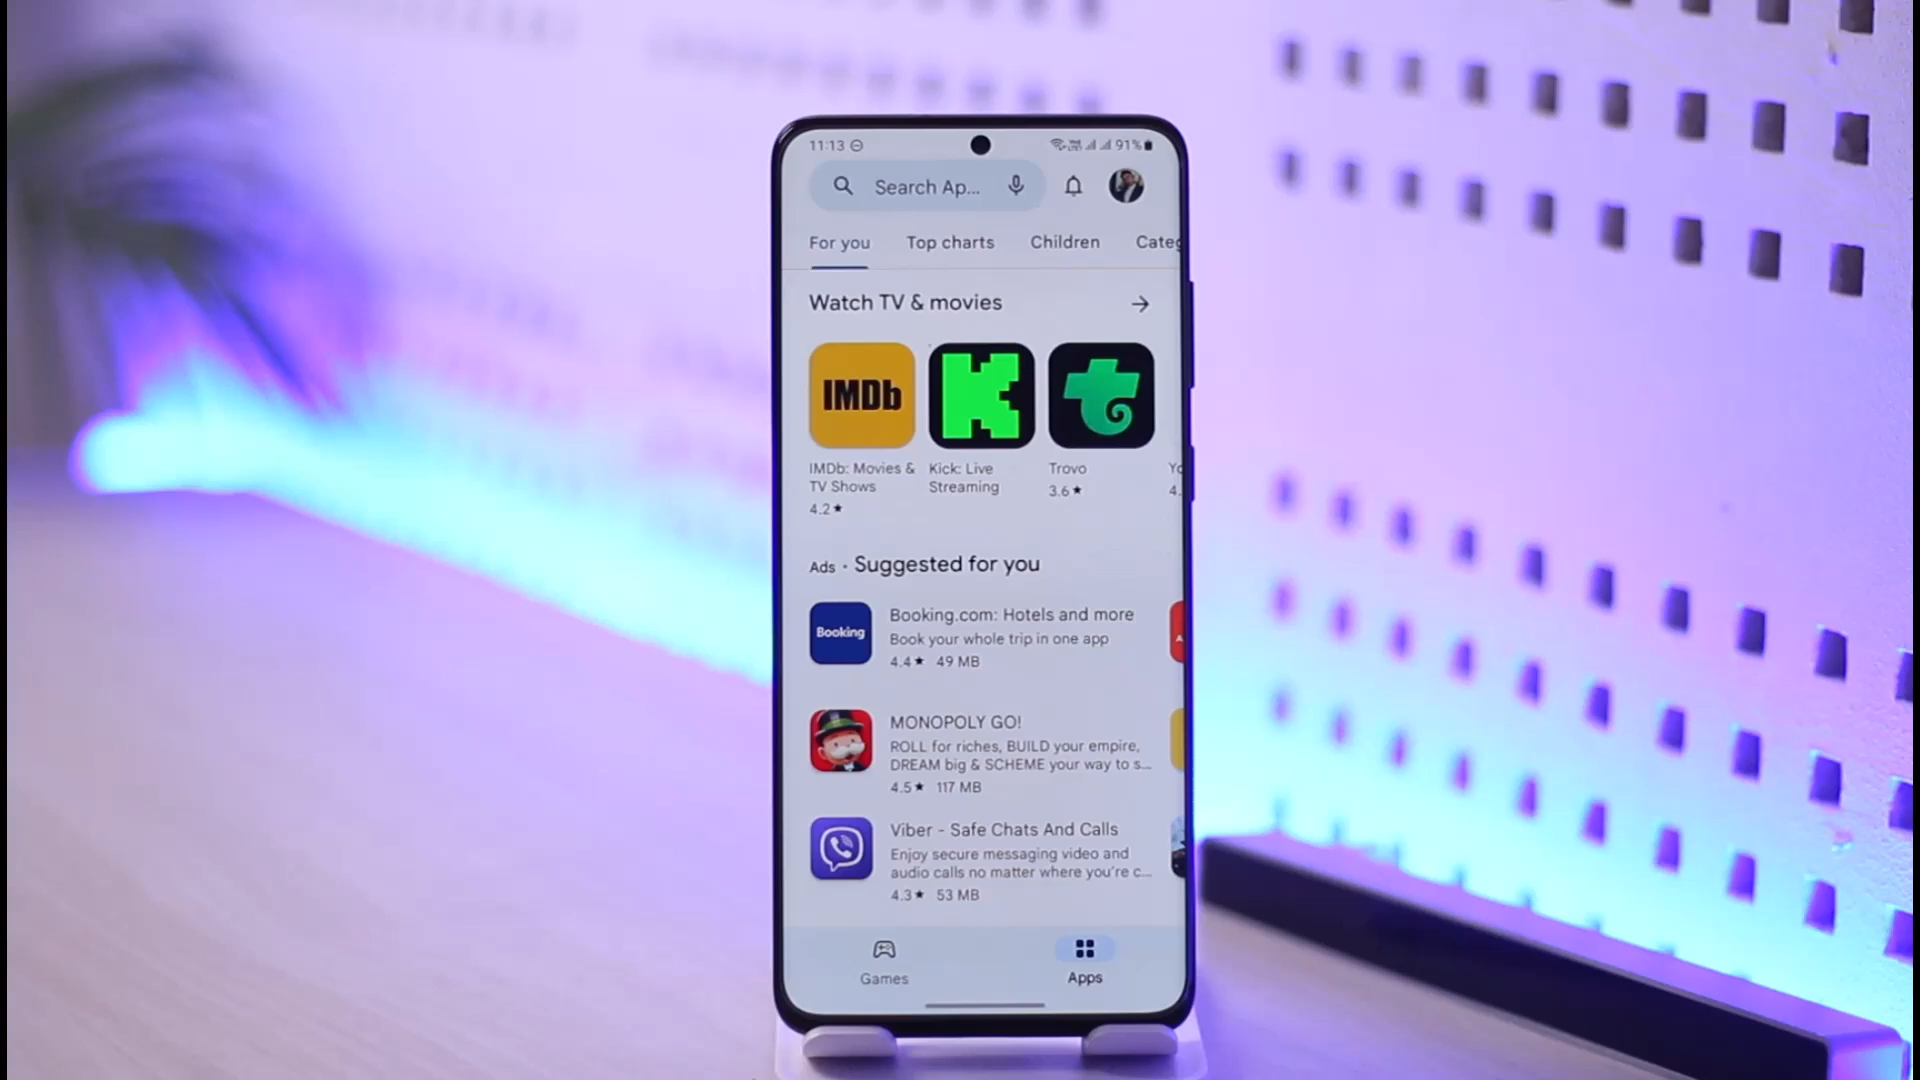 11:13 91%
Search Ap...
For you Top charts Children Categ
Watch TV & movies
IMDb
IMDb: Movies & TV Shows
4.2★
Kick: Live Streaming
Trovo
3.6★
4.
Ads · Suggested for you
Booking
Booking.com: Hotels and more
Book your whole trip in one app
4.4★ 49 MB
MONOPOLY GO!
ROLL for riches, BUILD your empire,
DREAM big & SCHEME your way to s...
4.5★ 117 MB
Viber - Safe Chats And Calls
Enjoy secure messaging video and
audio calls no matter where you're c...
4.3★ 53 MB
Games Apps